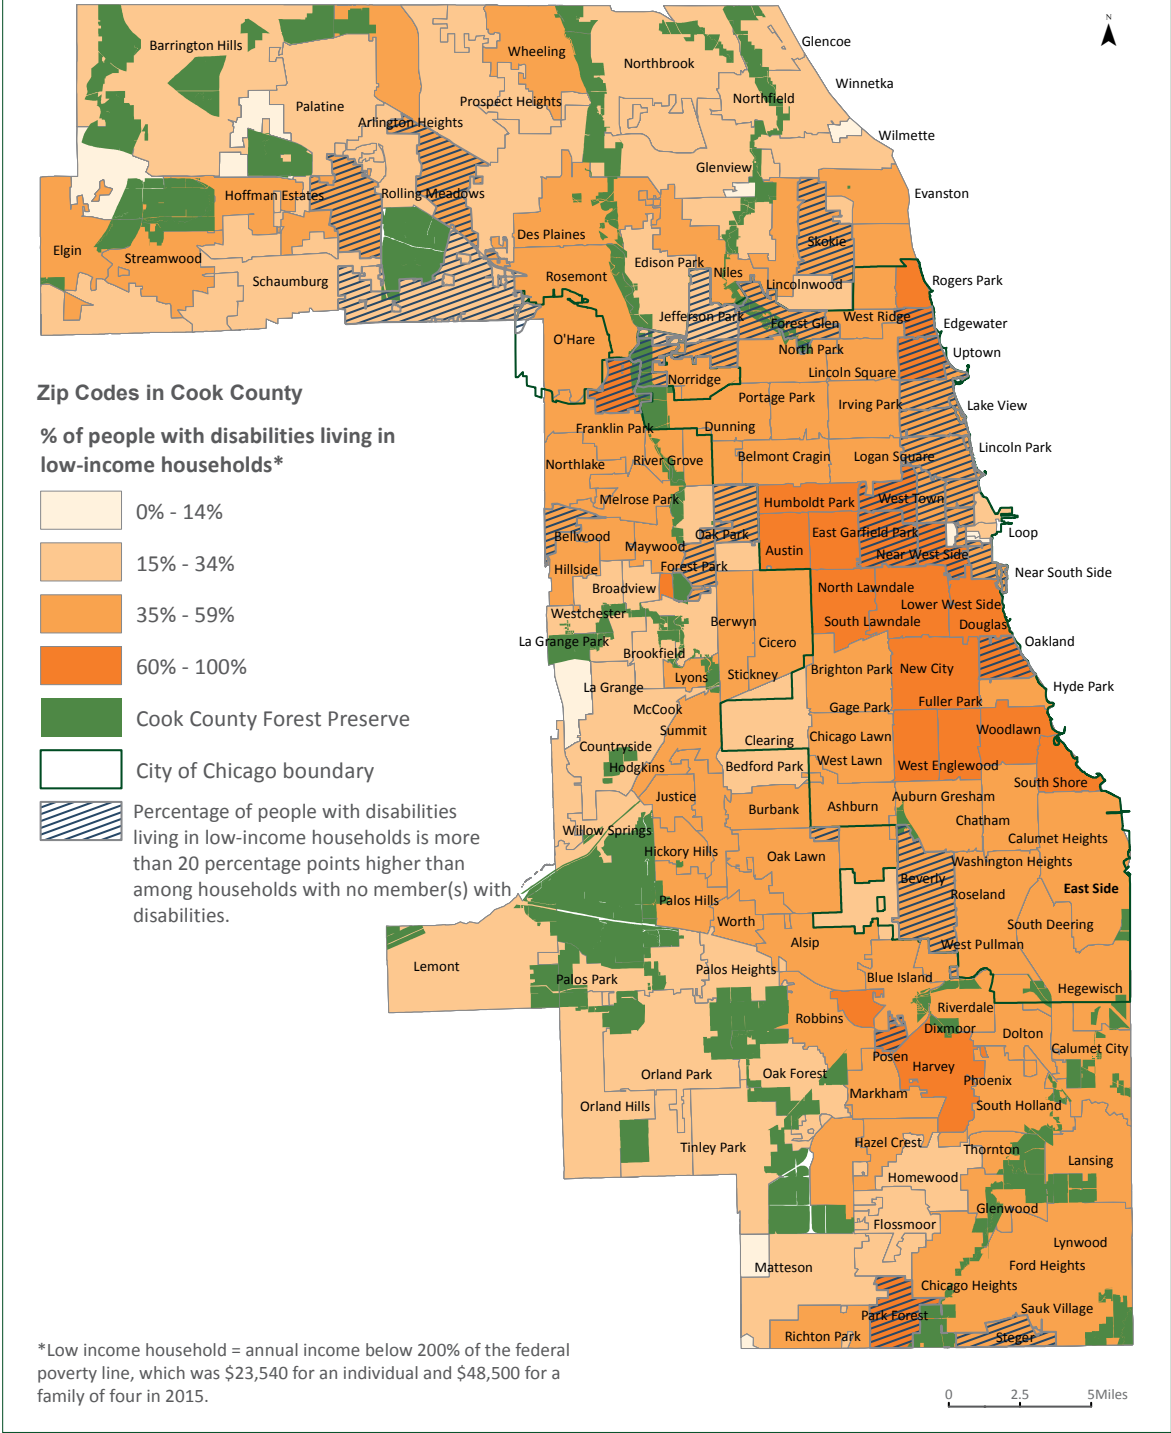 N
Glencoe
Barrington Hills
Wheeling
Northbrook
Winnetka
Palatine
Prospect Heights
Northfield
Arlington Heights
Wilmette
Glenview
Hoffman Estates
Rolling Meadows
Evanston
Des Plaines
Skokie
Elgin
Streamwood
Edison Park
Niles
Schaumburg
Rosemont
Lincolnwood
Rogers Park
Jefferson Park
Forest Glen
West Ridge
Edgewater
O'Hare
North Park
Uptown
Lincoln Square
Norridge
Zip Codes in Cook County
Portage Park
Irving Park
Lake View
% of people with disabilities living in
low-income households*
Franklin Park
Dunning
Lincoln Park
Northlake
River Grove
Belmont Cragin
Logan Square
0% - 14%
Melrose Park
Humboldt Park
West Town
Bellwood
Maywood
Oak Park
East Garfield Park
Loop
15% - 34%
Austin
Near West Side
Hillside
Forest Park
Near South Side
Broadview
North Lawndale
35% - 59%
Westchester
Berwyn
South Lawndale
Lower West Side
Douglas
La Grange Park
Brookfield
Cicero
Oakland
60% - 100%
La Grange
Lyons
Stickney
Brighton Park
New City
Hyde Park
Cook County Forest Preserve
McCook
Gage Park
Fuller Park
Summit
Countryside
Clearing
Chicago Lawn
Woodlawn
City of Chicago boundary
Hodgkins
Bedford Park
West Lawn
West Englewood
South Shore
Justice
Burbank
Ashburn
Auburn Gresham
Percentage of people with disabilities
living in low-income households is more
than 20 percentage points higher than
among households with no member(s) with
disabilities.
Willow Springs
Chatham
Calumet Heights
Hickory Hills
Oak Lawn
Washington Heights
Beverly
Roseland
East Side
Palos Hills
Worth
South Deering
Alsip
West Pullman
Lemont
Palos Park
Palos Heights
Blue Island
Hegewisch
Robbins
Riverdale
Dixmoor
Dolton
Posen
Calumet City
Orland Park
Oak Forest
Harvey
Phoenix
Orland Hills
Markham
South Holland
Tinley Park
Hazel Crest
Thornton
Lansing
Homewood
Glenwood
Flossmoor
Lynwood
Matteson
Ford Heights
Chicago Heights
Park Forest
Sauk Village
Richton Park
Steger
*Low income household = annual income below 200% of the federal
poverty line, which was $23,540 for an individual and $48,500 for a
family of four in 2015.
0 2.5 5Miles